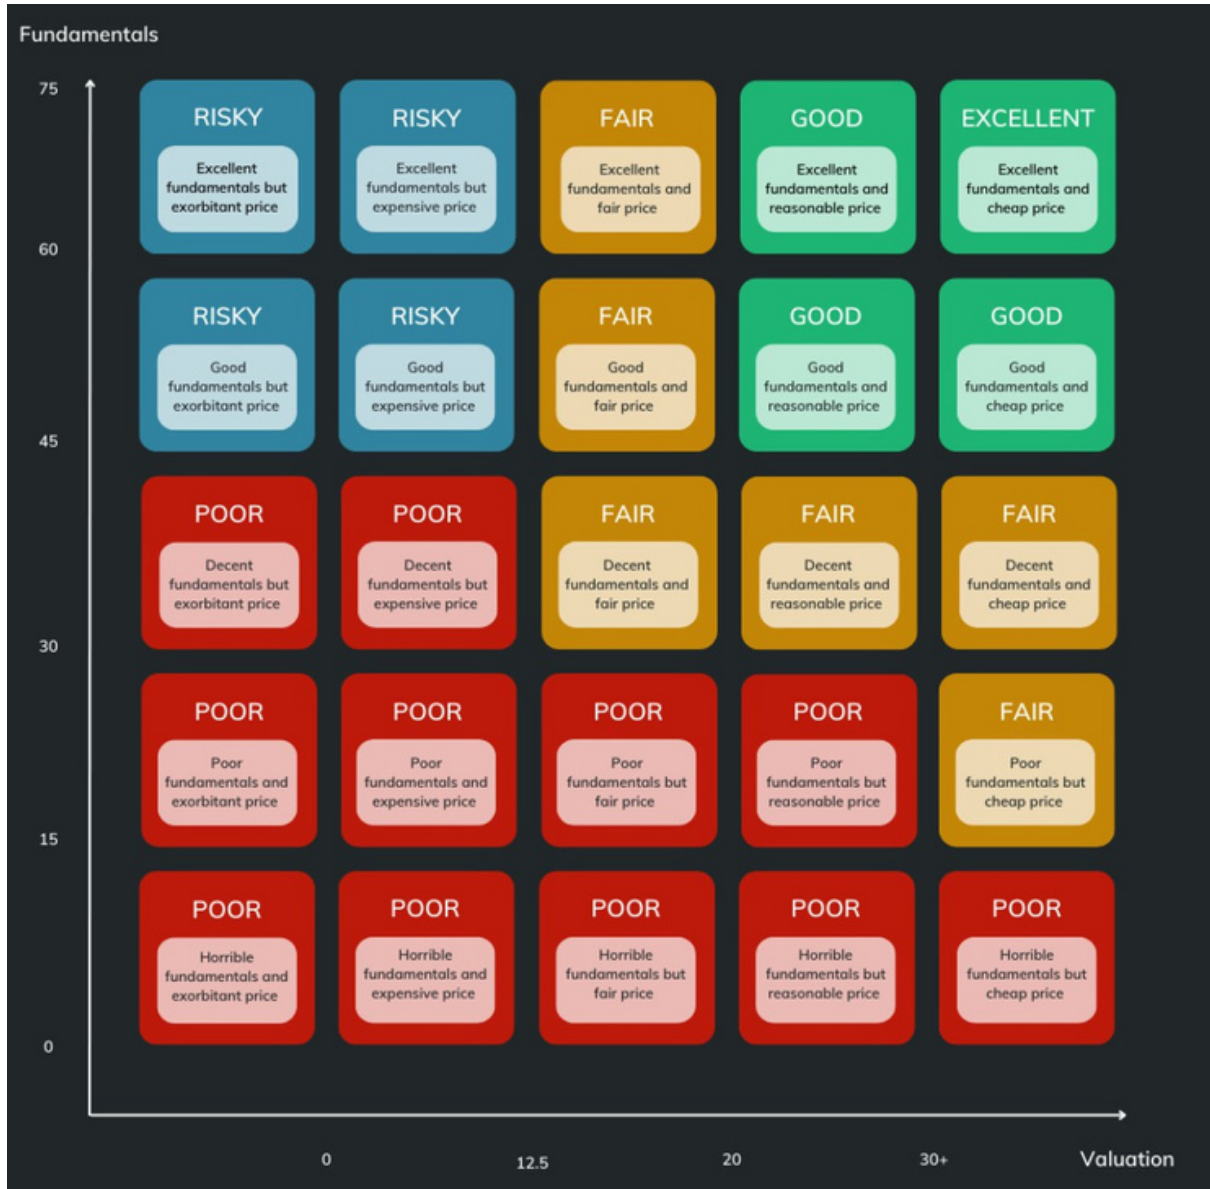 Fundamentals
75
RISKY
Excellent
fundamentals but
exorbitant price
RISKY
Excellent
fundamentals but
expensive price
FAIR
Excellent
fundamentals and
fair price
GOOD
Excellent
fundamentals and
reasonable price
EXCELLENT
Excellent
fundamentals and
cheap price
60
RISKY
Good
fundamentals but
exorbitant price
RISKY
Good
fundamentals but
expensive price
FAIR
Good
fundamentals and
fair price
GOOD
Good
fundamentals and
reasonable price
GOOD
Good
fundamentals and
cheap price
45
POOR
Decent
fundamentals but
exorbitant price
POOR
Decent
fundamentals but
expensive price
FAIR
Decent
fundamentals and
fair price
FAIR
Decent
fundamentals and
reasonable price
FAIR
Decent
fundamentals and
cheap price
30
POOR
Poor
fundamentals and
exorbitant price
POOR
Poor
fundamentals and
expensive price
POOR
Poor
fundamentals but
fair price
POOR
Poor
fundamentals but
reasonable price
FAIR
Poor
fundamentals but
cheap price
15
POOR
Horrible
fundamentals and
exorbitant price
POOR
Horrible
fundamentals and
expensive price
POOR
Horrible
fundamentals but
fair price
POOR
Horrible
fundamentals but
reasonable price
POOR
Horrible
fundamentals but
cheap price
0
0
12.5
20
30+
Valuation